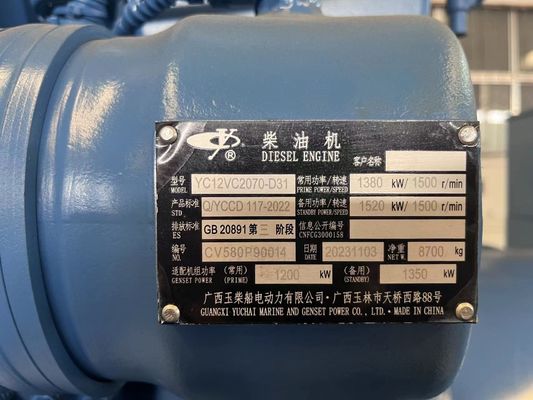 柴油机
DIESEL ENGINE
客户名称
型号 MODEL YC12VC2070-D31 常用功率/转速 PRIME POWER/SPEED 1380 kW/ 1500 r/min
产品标准 STD. Q/YCCD 117-2022 备用功率/转速 STANDBY POWER/SPEED 1520 kW/ 1500 r/min
排放标准 ES GB 20891 第三阶段 信息公开编号 CNFCG3000158
编号 NO. CV580P90014 日期 DATE 20231103 净重 NET W. 8700 kg
适配机组功率 GENSET POWER (常用) (PRIME) 1200 kW (备用) (STANDBY) 1350 kW
广西玉柴船电动力有限公司·广西玉林市天桥西路88号
GUANGXI YUCHAI MARINE AND GENSET POWER CO., LTD. · MADE IN CHINA